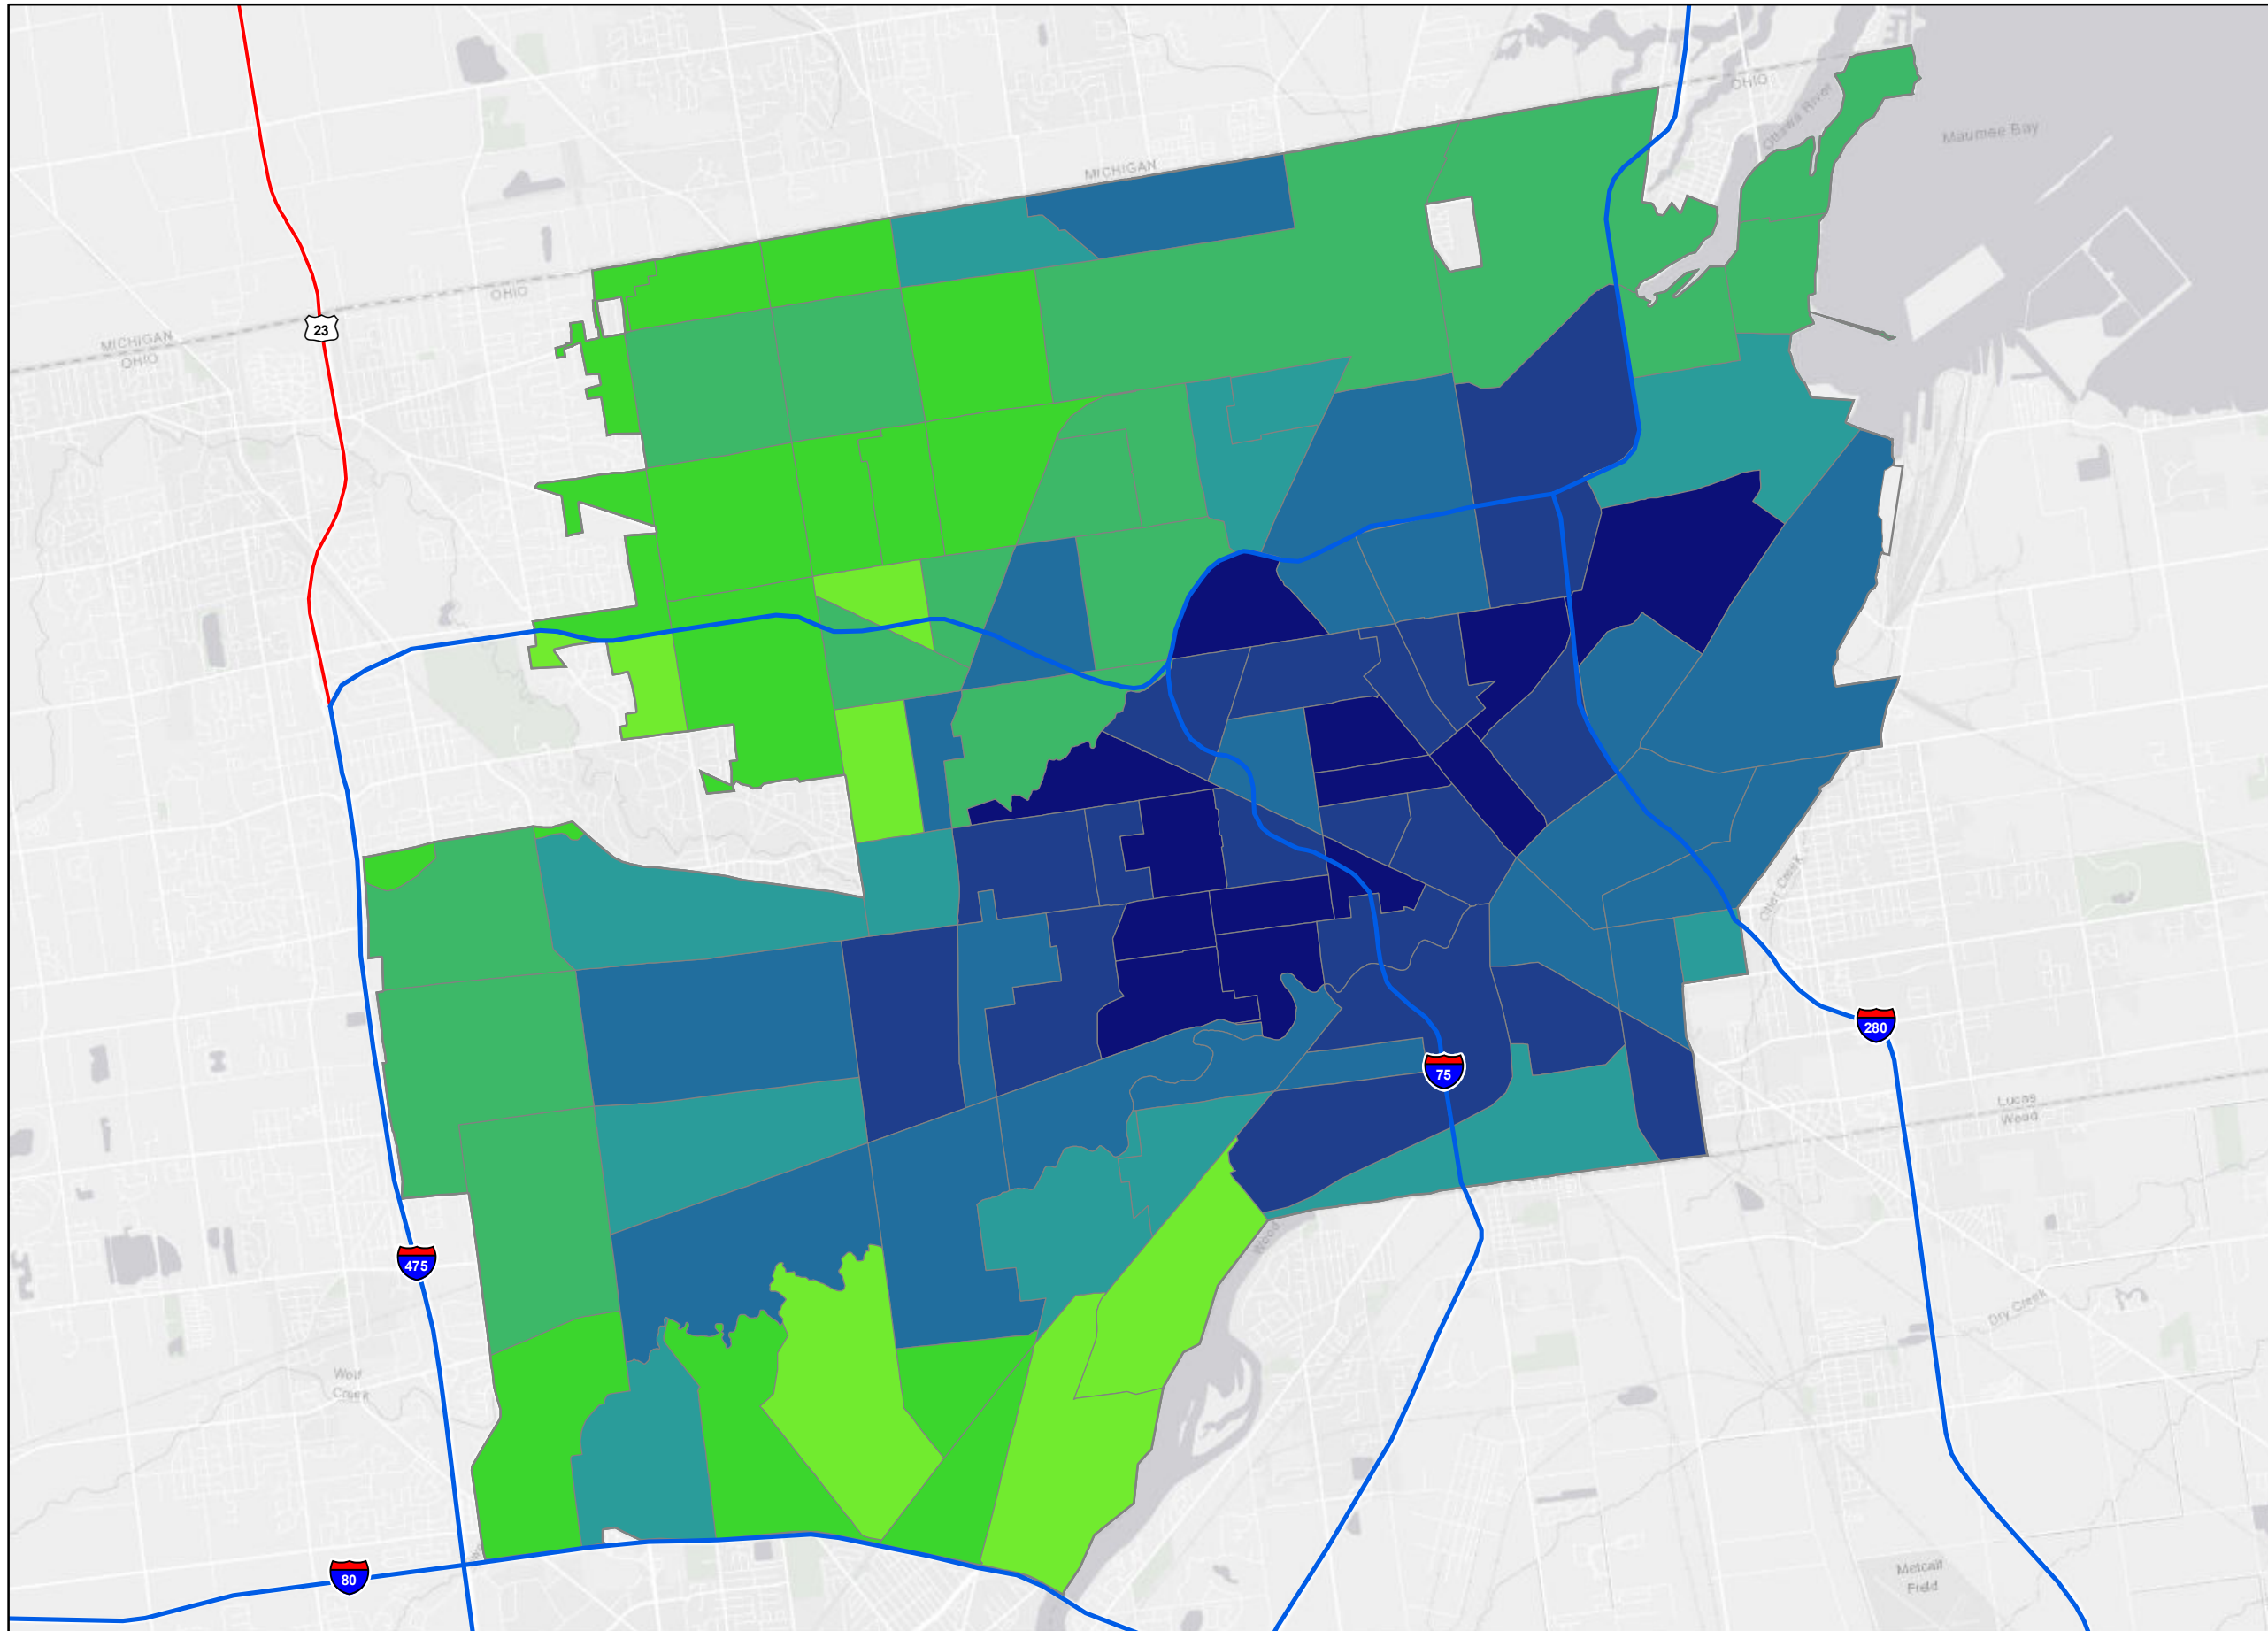 OHIO
Ottawa River
Maumee Bay
MICHIGAN
OHIO
23
MICHIGAN
OHIO
Otter Creek
280
75
Lucas
Wood
Wood
475
Dry Creek
Wolf
Creek
80
Metcalf
Field